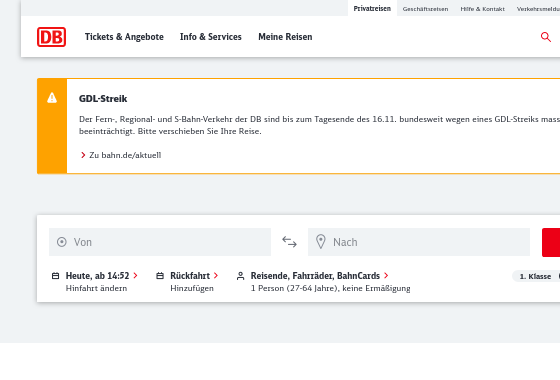 Privatreisen Geschäftsreisen Hilfe & Kontakt
DB Tickets & Angebote Info & Services Meine Reisen
GDL-Streik
Der Fern-, Regional- und S-Bahn-Verkehr der DB sind bis zum Tagesende des 16.11. bundesweit wegen eines GDL-Streiks
beeinträchtigt. Bitte verschieben Sie Ihre Reise.
Zu bahn.de/aktuell
Von Nach
Heute, ab 14:52 Rückfahrt Reisende, Fahrräder, BahnCards 1. Klasse
Hinfahrt ändern Hinzufügen 1 Person (27-64 Jahre), keine Ermäßigung